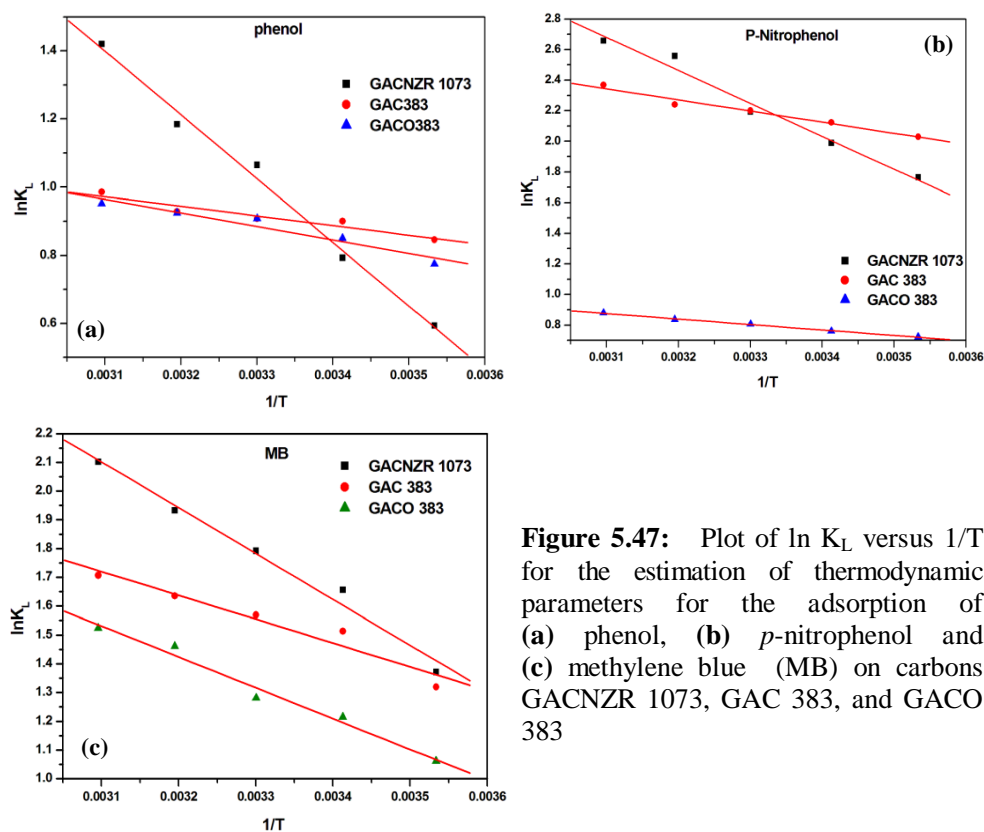 phenol
GACNZR 1073
GAC383
GACO383
1.4
1.2
1.0
0.8
0.6
lnK_L
(a)
0.0031 0.0032 0.0033 0.0034 0.0035 0.0036
1/T
P-Nitrophenol
(b)
2.8
2.6
2.4
2.2
2.0
1.8
1.6
1.4
1.2
1.0
0.8
lnK_L
GACNZR 1073
GAC 383
GACO 383
0.0031 0.0032 0.0033 0.0034 0.0035 0.0036
1/T
MB
GACNZR 1073
GAC 383
GACO 383
2.2
2.1
2.0
1.9
1.8
1.7
1.6
1.5
1.4
1.3
1.2
1.1
1.0
lnK_L
(c)
0.0031 0.0032 0.0033 0.0034 0.0035 0.0036
1/T
Figure 5.47: Plot of ln K_L versus 1/T
for the estimation of thermodynamic
parameters for the adsorption of
(a) phenol, (b) p-nitrophenol and
(c) methylene blue (MB) on carbons
GACNZR 1073, GAC 383, and GACO
383